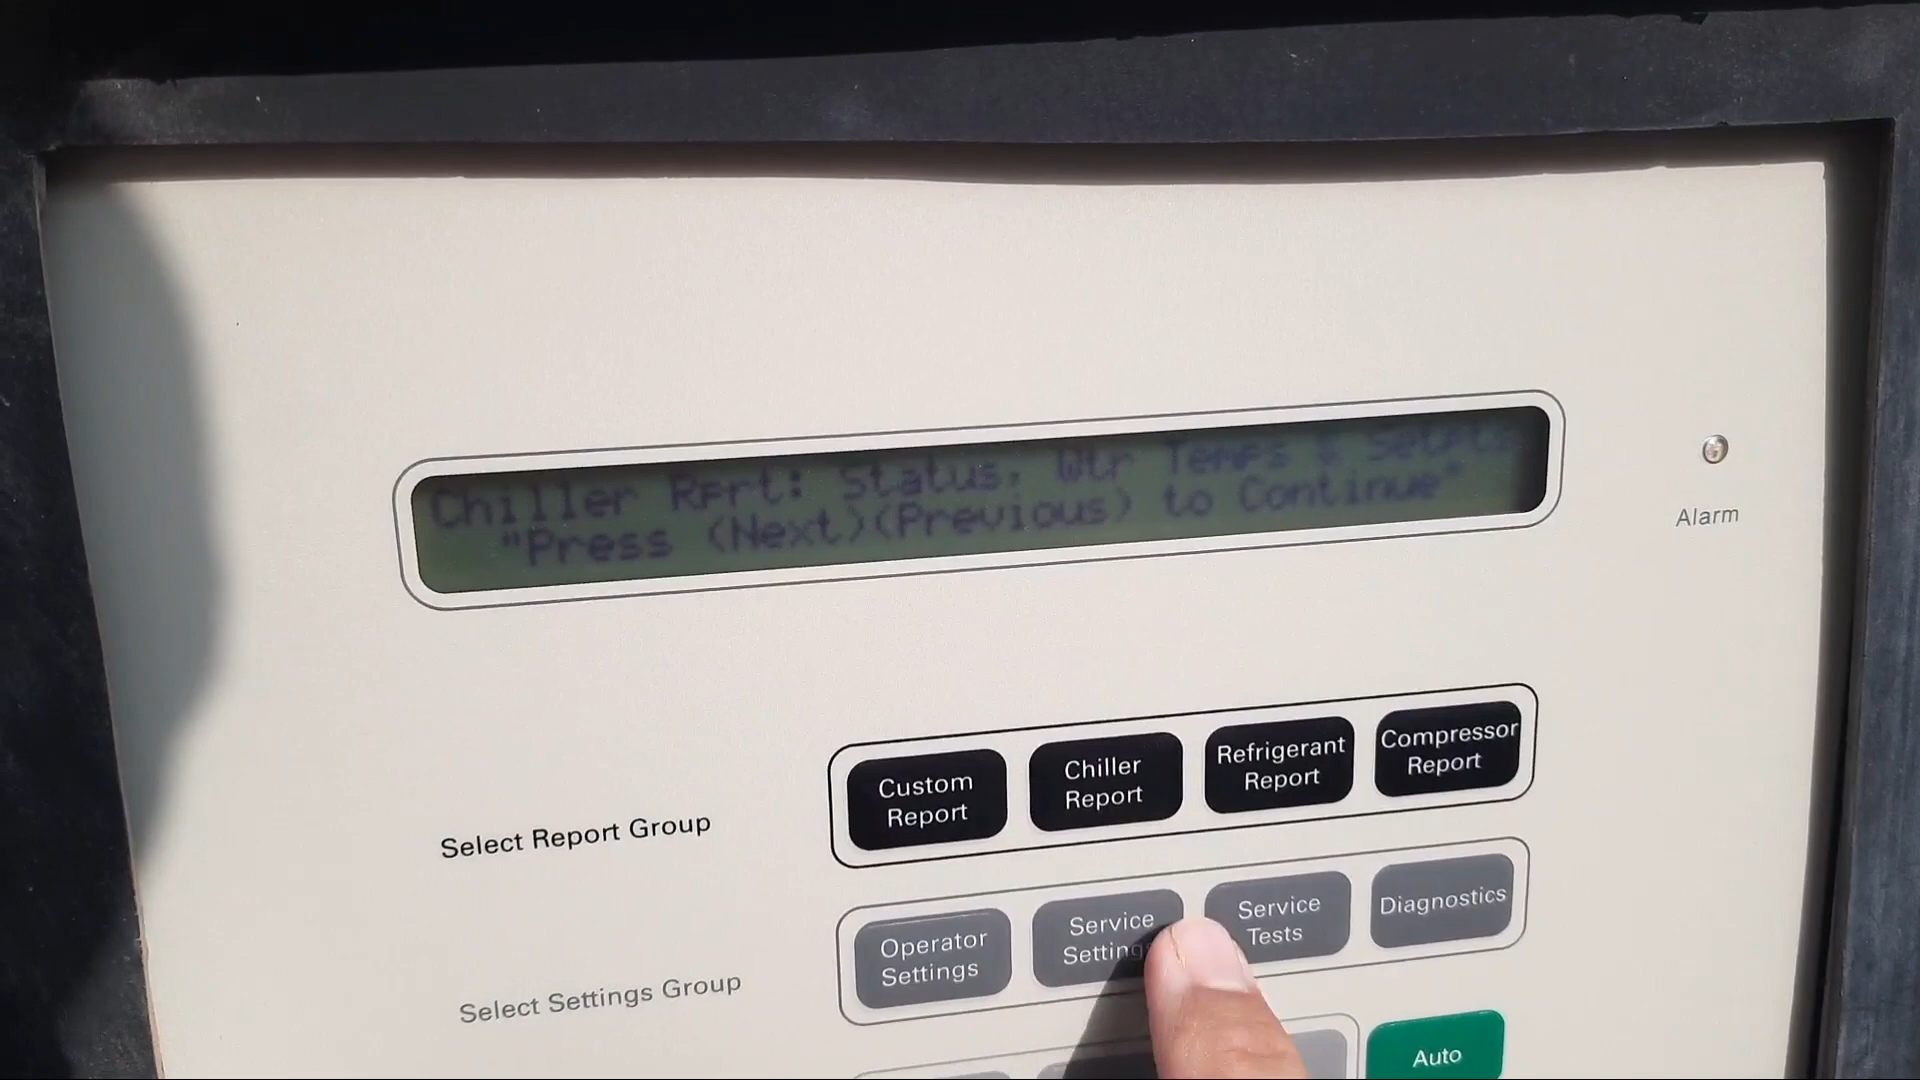 Chiller Rprt: Status, Wtr Temps & Setpts
"Press (Next)(Previous) to Continue"
Alarm
Select Report Group
Custom Report
Chiller Report
Refrigerant Report
Compressor Report
Select Settings Group
Operator Settings
Service Setting
Service Tests
Diagnostics
Auto